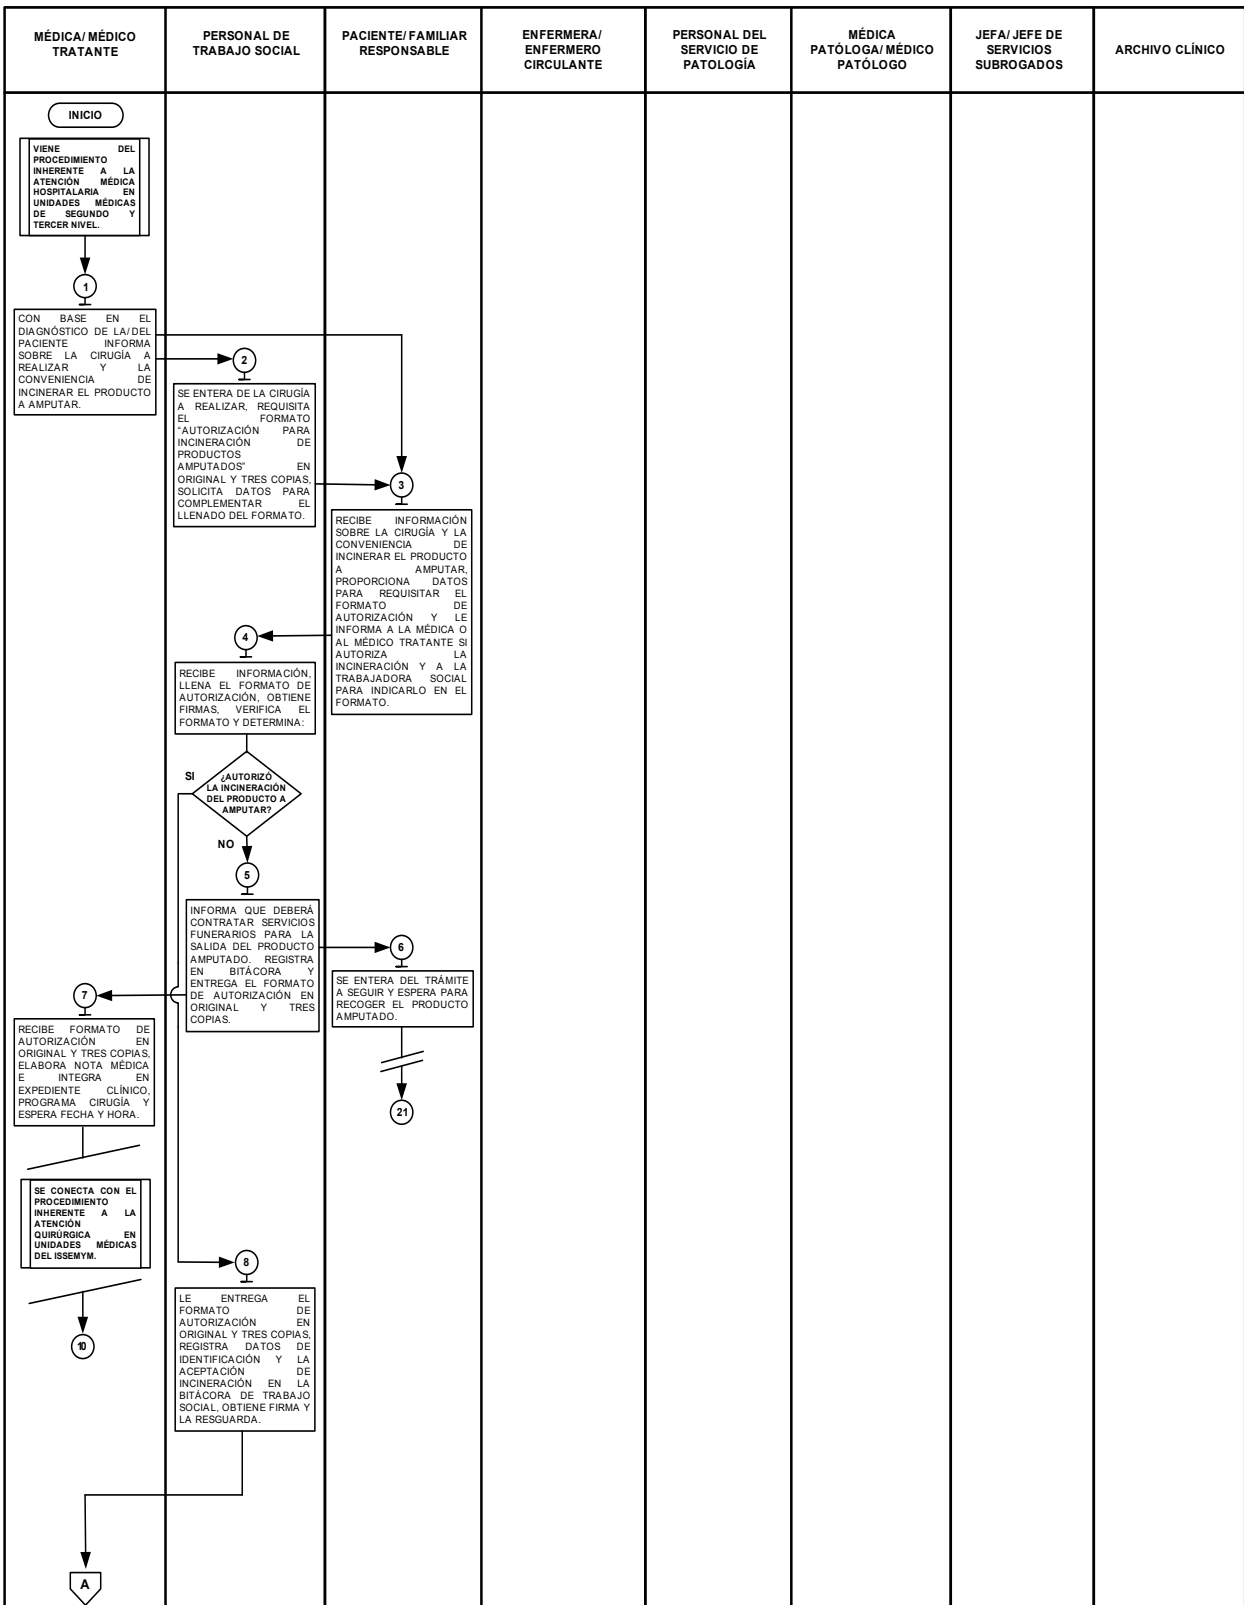 MÉDICA/ MÉDICO
TRATANTE
PERSONAL DE
TRABAJO SOCIAL
PACIENTE/ FAMILIAR
RESPONSABLE
ENFERMERA/
ENFERMERO
CIRCULANTE
PERSONAL DEL
SERVICIO DE
PATOLOGÍA
MÉDICA
PATÓLOGA/ MÉDICO
PATÓLOGO
JEFA/ JEFE DE
SERVICIOS
SUBROGADOS
ARCHIVO CLÍNICO
INICIO
VIENE DEL
PROCEDIMIENTO
INHERENTE A LA
ATENCIÓN MÉDICA
HOSPITALARIA EN
UNIDADES MÉDICAS
DE SEGUNDO Y
TERCER NIVEL.
1
CON BASE EN EL
DIAGNÓSTICO DE LA/DEL
PACIENTE INFORMA
SOBRE LA CIRUGÍA A
REALIZAR Y LA
CONVENIENCIA DE
INCINERAR EL PRODUCTO
A AMPUTAR.
2
SE ENTERA DE LA CIRUGÍA
A REALIZAR, REQUISITA
EL FORMATO
"AUTORIZACIÓN PARA
INCINERACIÓN DE
PRODUCTOS
AMPUTADOS" EN
ORIGINAL Y TRES COPIAS,
SOLICITA DATOS PARA
COMPLEMENTAR EL
LLENADO DEL FORMATO.
3
RECIBE INFORMACIÓN
SOBRE LA CIRUGÍA Y LA
CONVENIENCIA DE
INCINERAR EL PRODUCTO
A AMPUTAR,
PROPORCIONA DATOS
PARA REQUISITAR EL
FORMATO DE
AUTORIZACIÓN Y LE
INFORMA A LA MÉDICA O
AL MÉDICO TRATANTE SI
AUTORIZA LA
INCINERACIÓN Y A LA
TRABAJADORA SOCIAL
PARA INDICARLO EN EL
FORMATO.
4
RECIBE INFORMACIÓN,
LLENA EL FORMATO DE
AUTORIZACIÓN, OBTIENE
FIRMAS, VERIFICA EL
FORMATO Y DETERMINA:
SI
¿AUTORIZÓ
LA INCINERACIÓN
DEL PRODUCTO A
AMPUTAR?
NO
5
INFORMA QUE DEBERÁ
CONTRATAR SERVICIOS
FUNERARIOS PARA LA
SALIDA DEL PRODUCTO
AMPUTADO. REGISTRA
EN BITÁCORA Y
ENTREGA EL FORMATO
DE AUTORIZACIÓN EN
ORIGINAL Y TRES
COPIAS.
6
SE ENTERA DEL TRÁMITE
A SEGUIR Y ESPERA PARA
RECOGER EL PRODUCTO
AMPUTADO.
21
7
RECIBE FORMATO DE
AUTORIZACIÓN EN
ORIGINAL Y TRES COPIAS,
ELABORA NOTA MÉDICA
E INTEGRA EN
EXPEDIENTE CLÍNICO,
PROGRAMA CIRUGÍA Y
ESPERA FECHA Y HORA.
SE CONECTA CON EL
PROCEDIMIENTO
INHERENTE A LA
ATENCIÓN
QUIRÚRGICA EN
UNIDADES MÉDICAS
DEL ISSEMYM.
10
8
LE ENTREGA EL
FORMATO DE
AUTORIZACIÓN EN
ORIGINAL Y TRES COPIAS,
REGISTRA DATOS DE
IDENTIFICACIÓN Y LA
ACEPTACIÓN DE
INCINERACIÓN EN LA
BITÁCORA DE TRABAJO
SOCIAL, OBTIENE FIRMA Y
LA RESGUARDA.
A